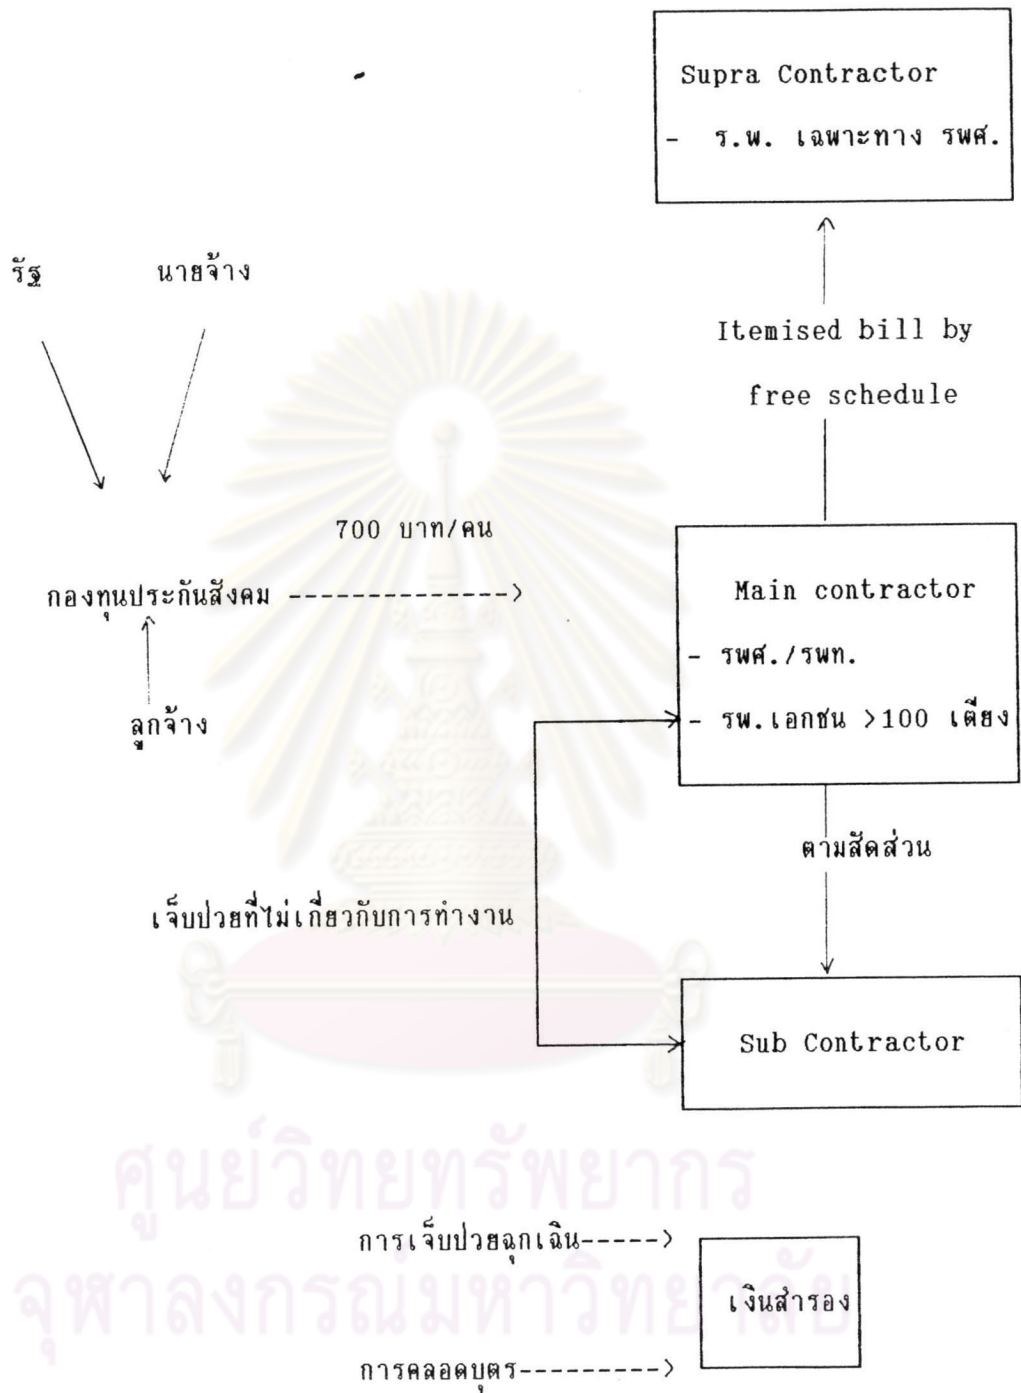 Supra Contractor
- ร.พ. เฉพาะทาง รพศ.
รัฐ นายจ้าง
Itemised bill by
free schedule
700 บาท/คน
กองทุนประกันสังคม -------------->
ลูกจ้าง
Main contractor
- รพศ./รพท.
- รพ.เอกชน >100 เตียง
ตามสัดส่วน
เจ็บป่วยที่ไม่เกี่ยวกับการทำงาน
Sub Contractor
ศูนย์วิทยทรัพยากร
จุฬาลงกรณ์มหาวิทยาลัย
การเจ็บป่วยฉุกเฉิน----->
เงินสำรอง
การคลอดบุตร--------->